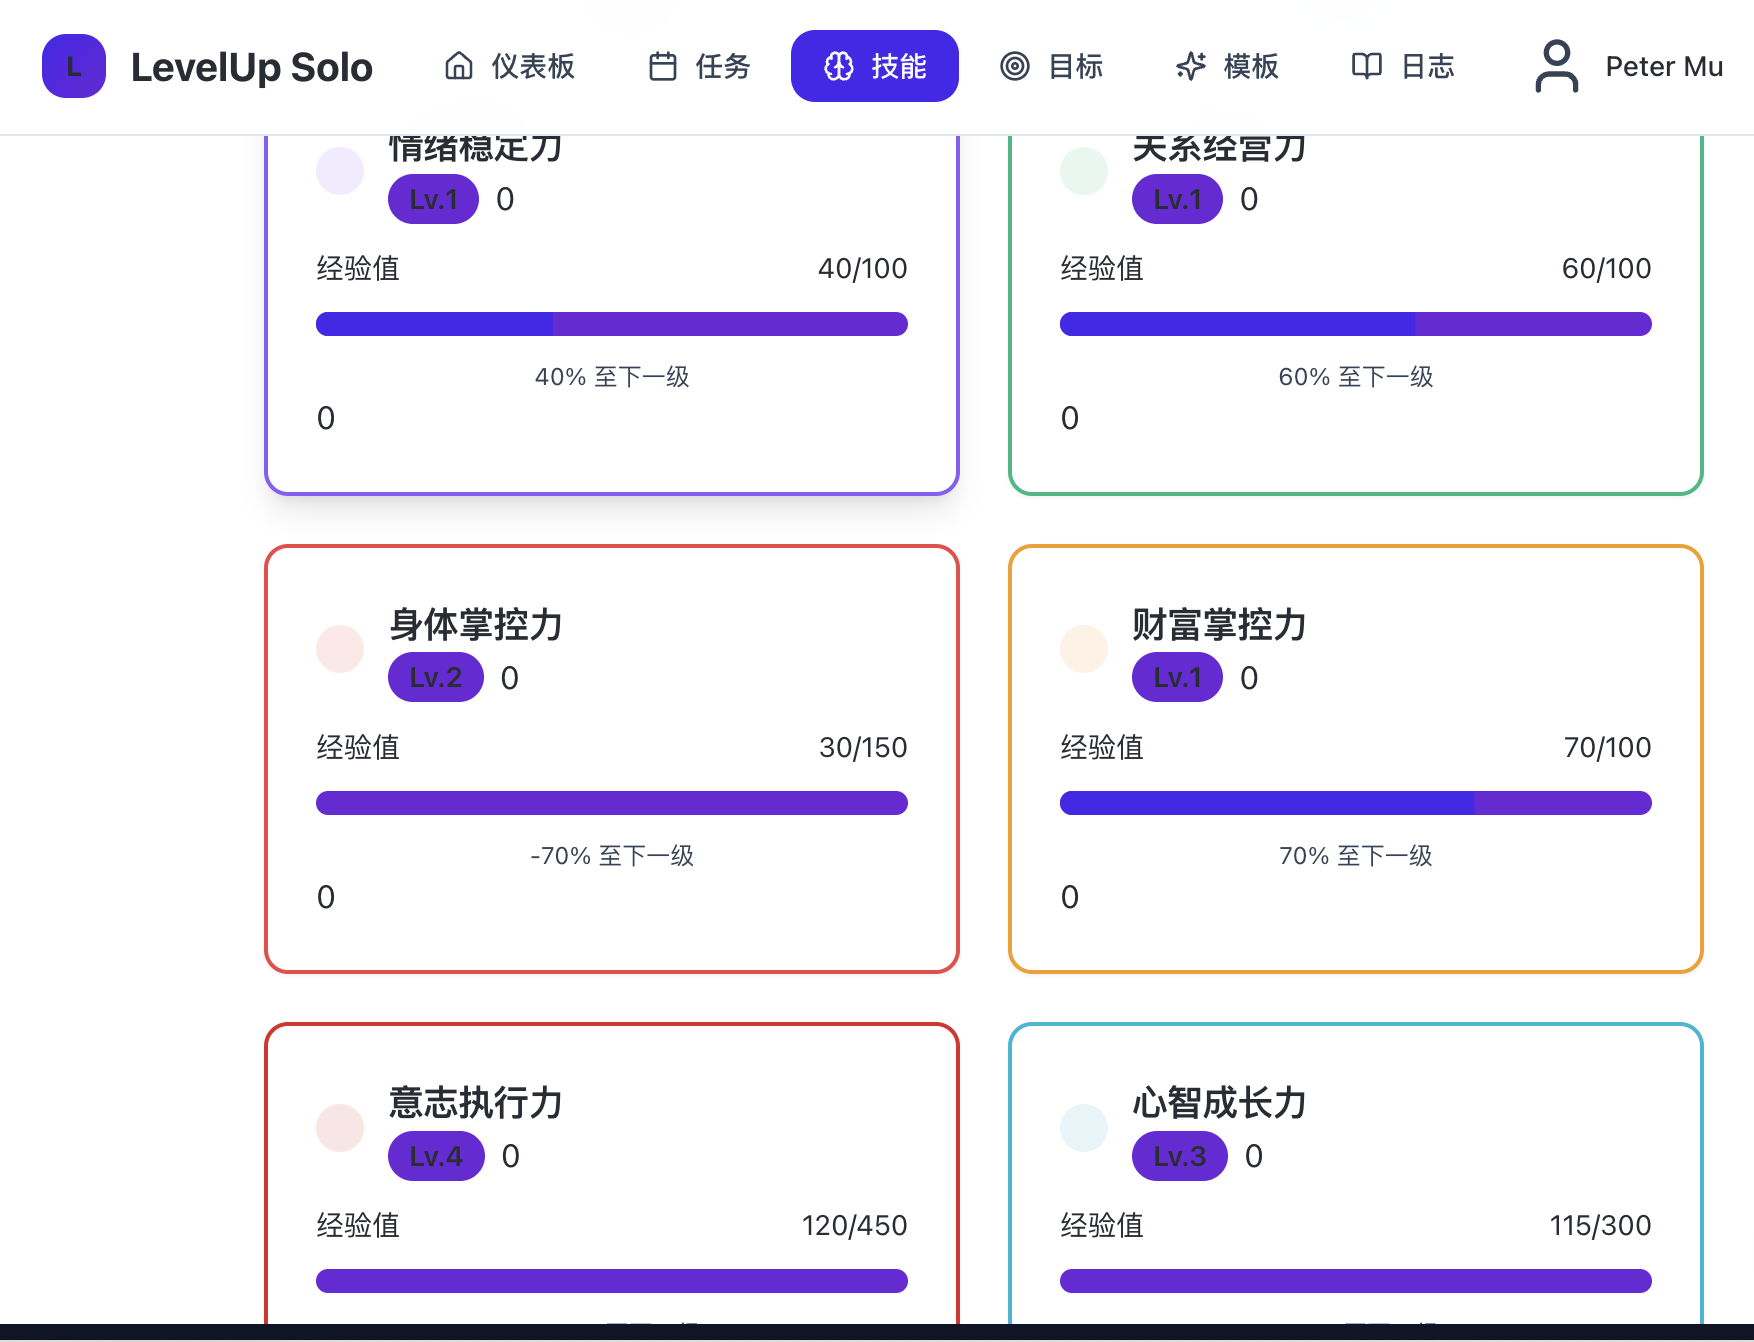 L LevelUp Solo 仪表板 任务 技能 目标 模板 日志 Peter Mu
情绪稳定力
Lv.1 0
经验值 40/100
40% 至下一级
0
关系经营力
Lv.1 0
经验值 60/100
60% 至下一级
0
身体掌控力
Lv.2 0
经验值 30/150
-70% 至下一级
0
财富掌控力
Lv.1 0
经验值 70/100
70% 至下一级
0
意志执行力
Lv.4 0
经验值 120/450
心智成长力
Lv.3 0
经验值 115/300